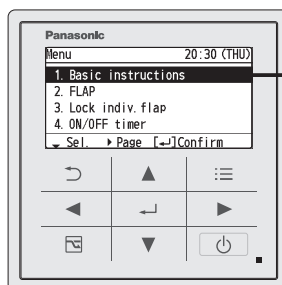 Panasonic
Menu 20:30 (THU)
1. Basic instructions
2. FLAP
3. Lock indiv. flap
4. ON/OFF timer
Sel. Page [↵]Confirm